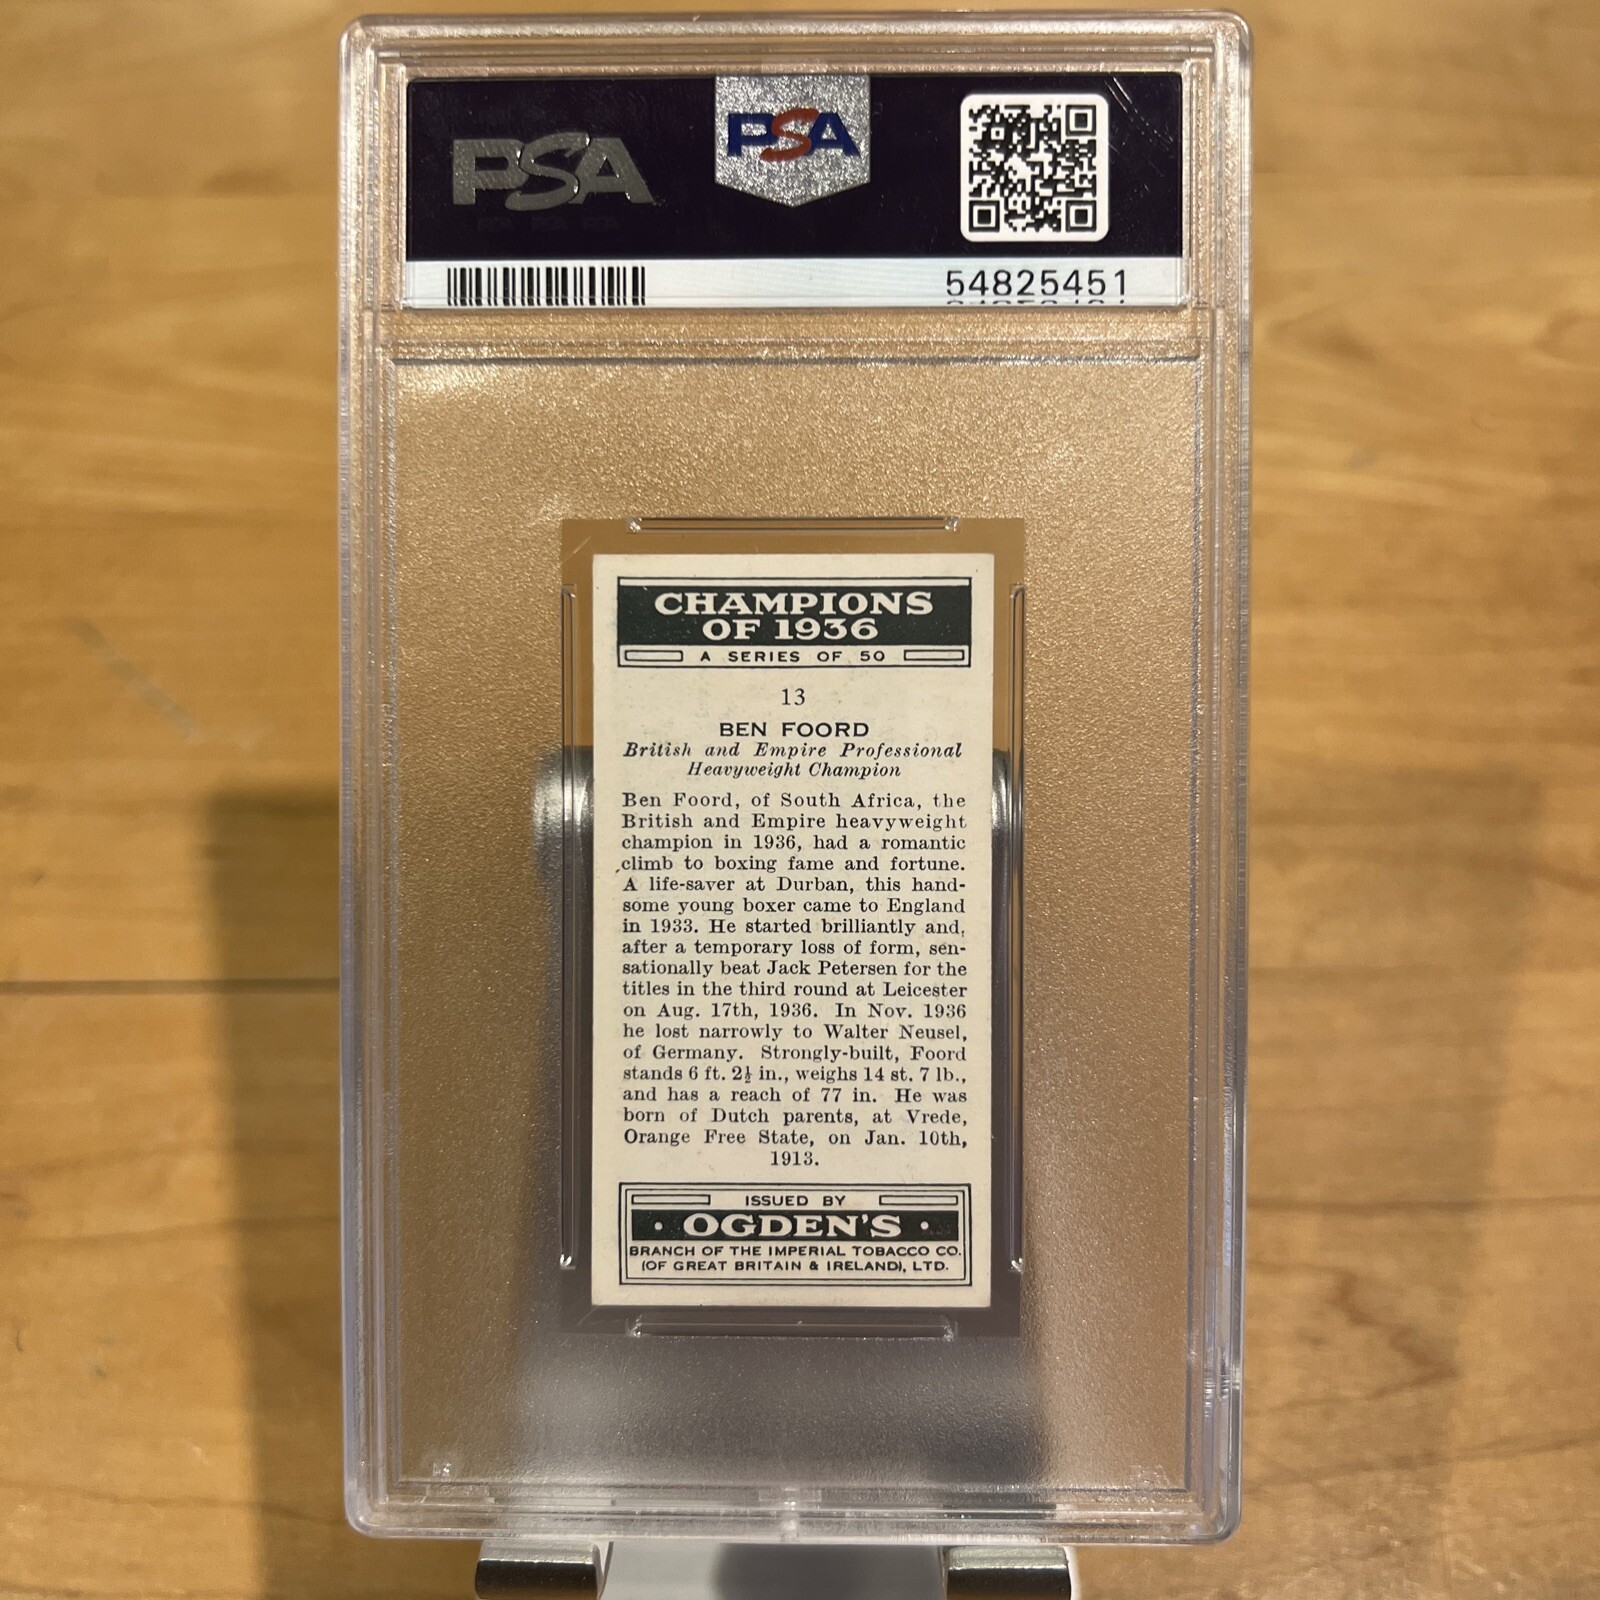 PSA
PSA
54825451
CHAMPIONS
OF 1936
A SERIES OF 50
13
BEN FOORD
British and Empire Professional
Heavyweight Champion
Ben Foord, of South Africa, the
British and Empire heavyweight
champion in 1936, had a romantic
climb to boxing fame and fortune.
A life-saver at Durban, this hand-
some young boxer came to England
in 1933. He started brilliantly and,
after a temporary loss of form, sen-
sationally beat Jack Petersen for the
titles in the third round at Leicester
on Aug. 17th, 1936. In Nov. 1936
he lost narrowly to Walter Neusel,
of Germany. Strongly-built, Foord
stands 6 ft. 2½ in., weighs 14 st. 7 lb.,
and has a reach of 77 in. He was
born of Dutch parents, at Vrede,
Orange Free State, on Jan. 10th,
1913.
ISSUED BY
· OGDEN'S ·
BRANCH OF THE IMPERIAL TOBACCO CO.
(OF GREAT BRITAIN & IRELAND), LTD.